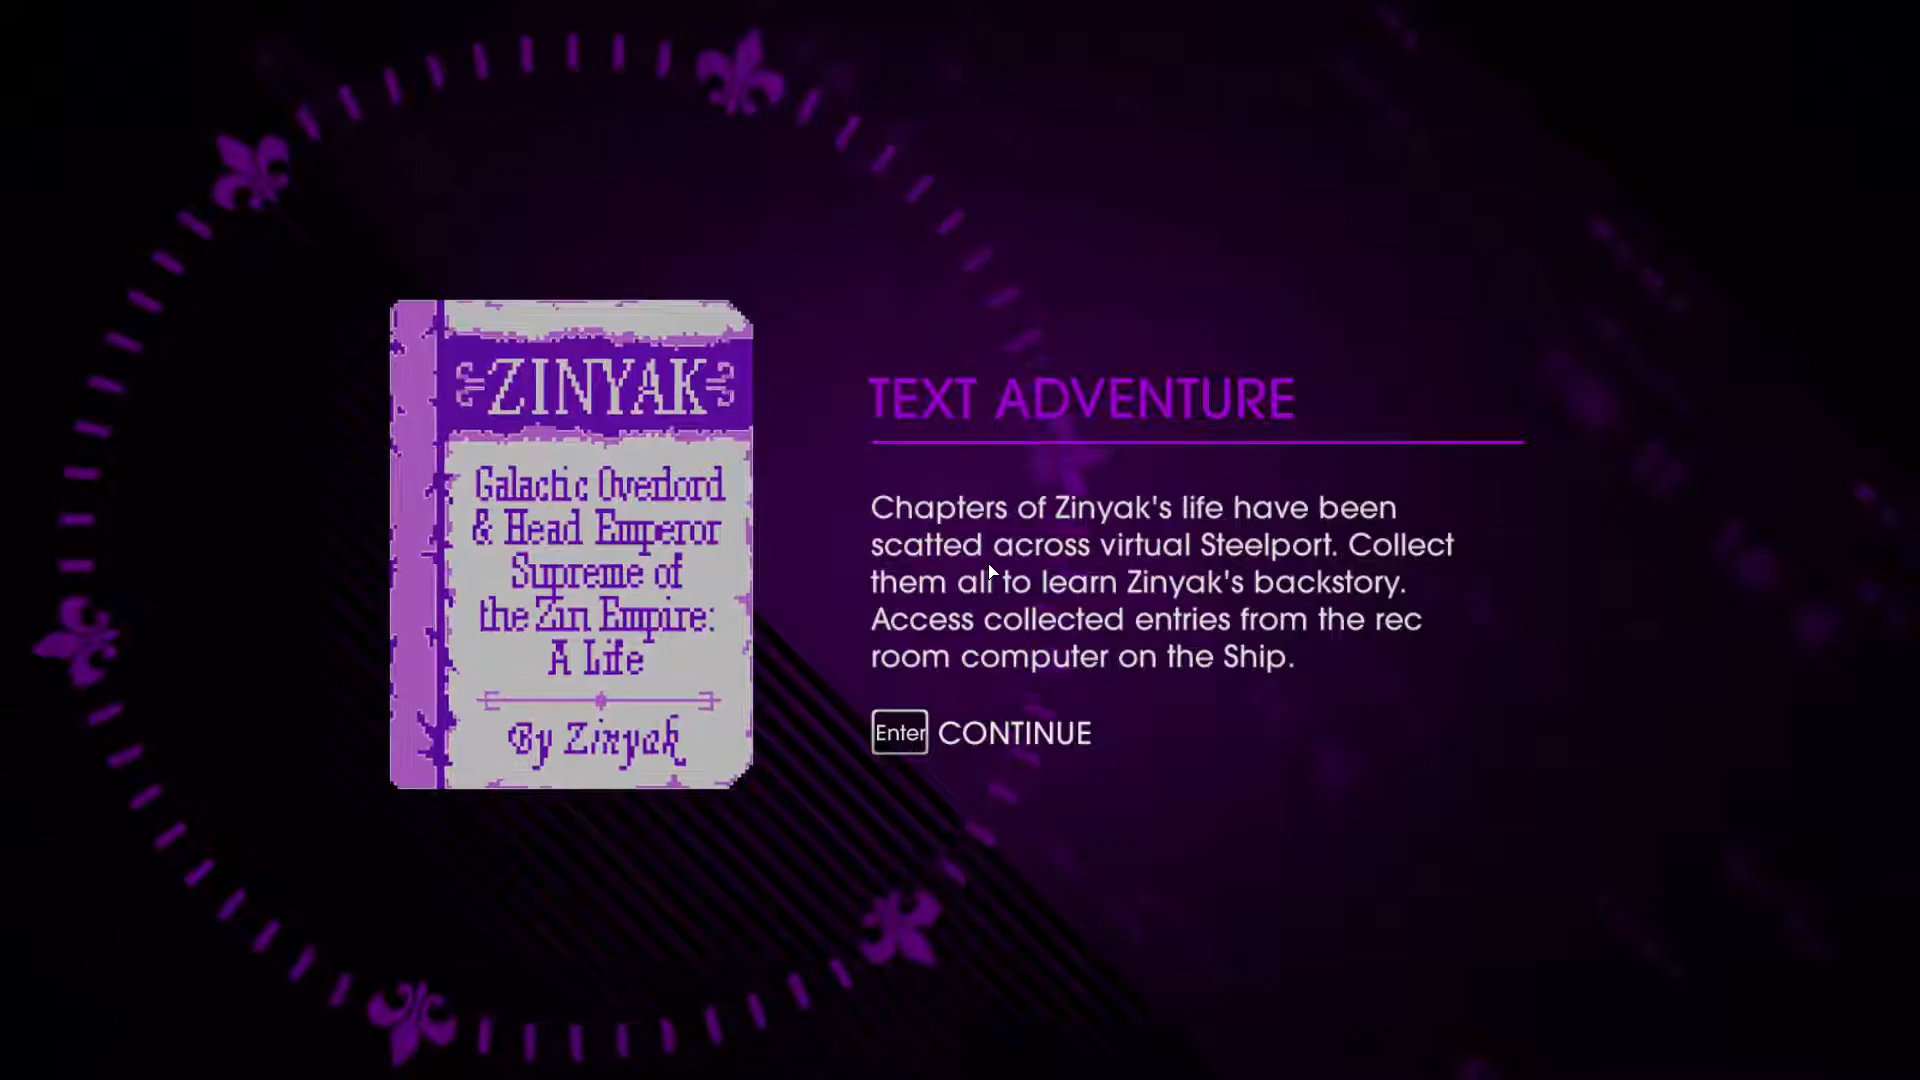 ZINYAK
Galactic Overlord
& Head Emperor
Supreme of
the Zin Empire:
A Life
By Zinyak
TEXT ADVENTURE
Chapters of Zinyak's life have been
scatted across virtual Steelport. Collect
them all to learn Zinyak's backstory.
Access collected entries from the rec
room computer on the Ship.
Enter CONTINUE